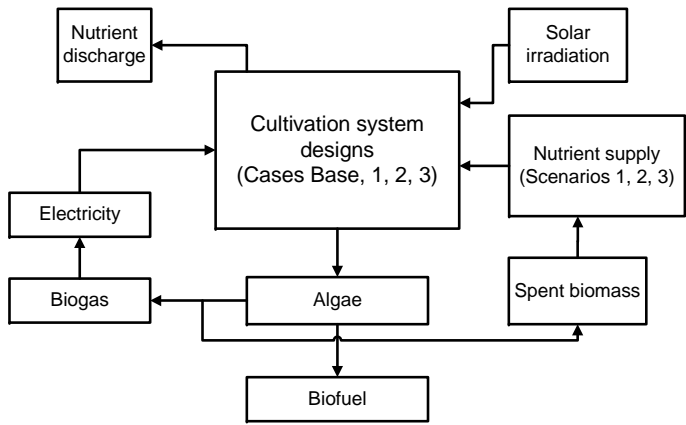 Nutrient
discharge
Solar
irradiation
Cultivation system
designs
(Cases Base, 1, 2, 3)
Nutrient supply
(Scenarios 1, 2, 3)
Electricity
Biogas
Algae
Spent biomass
Biofuel